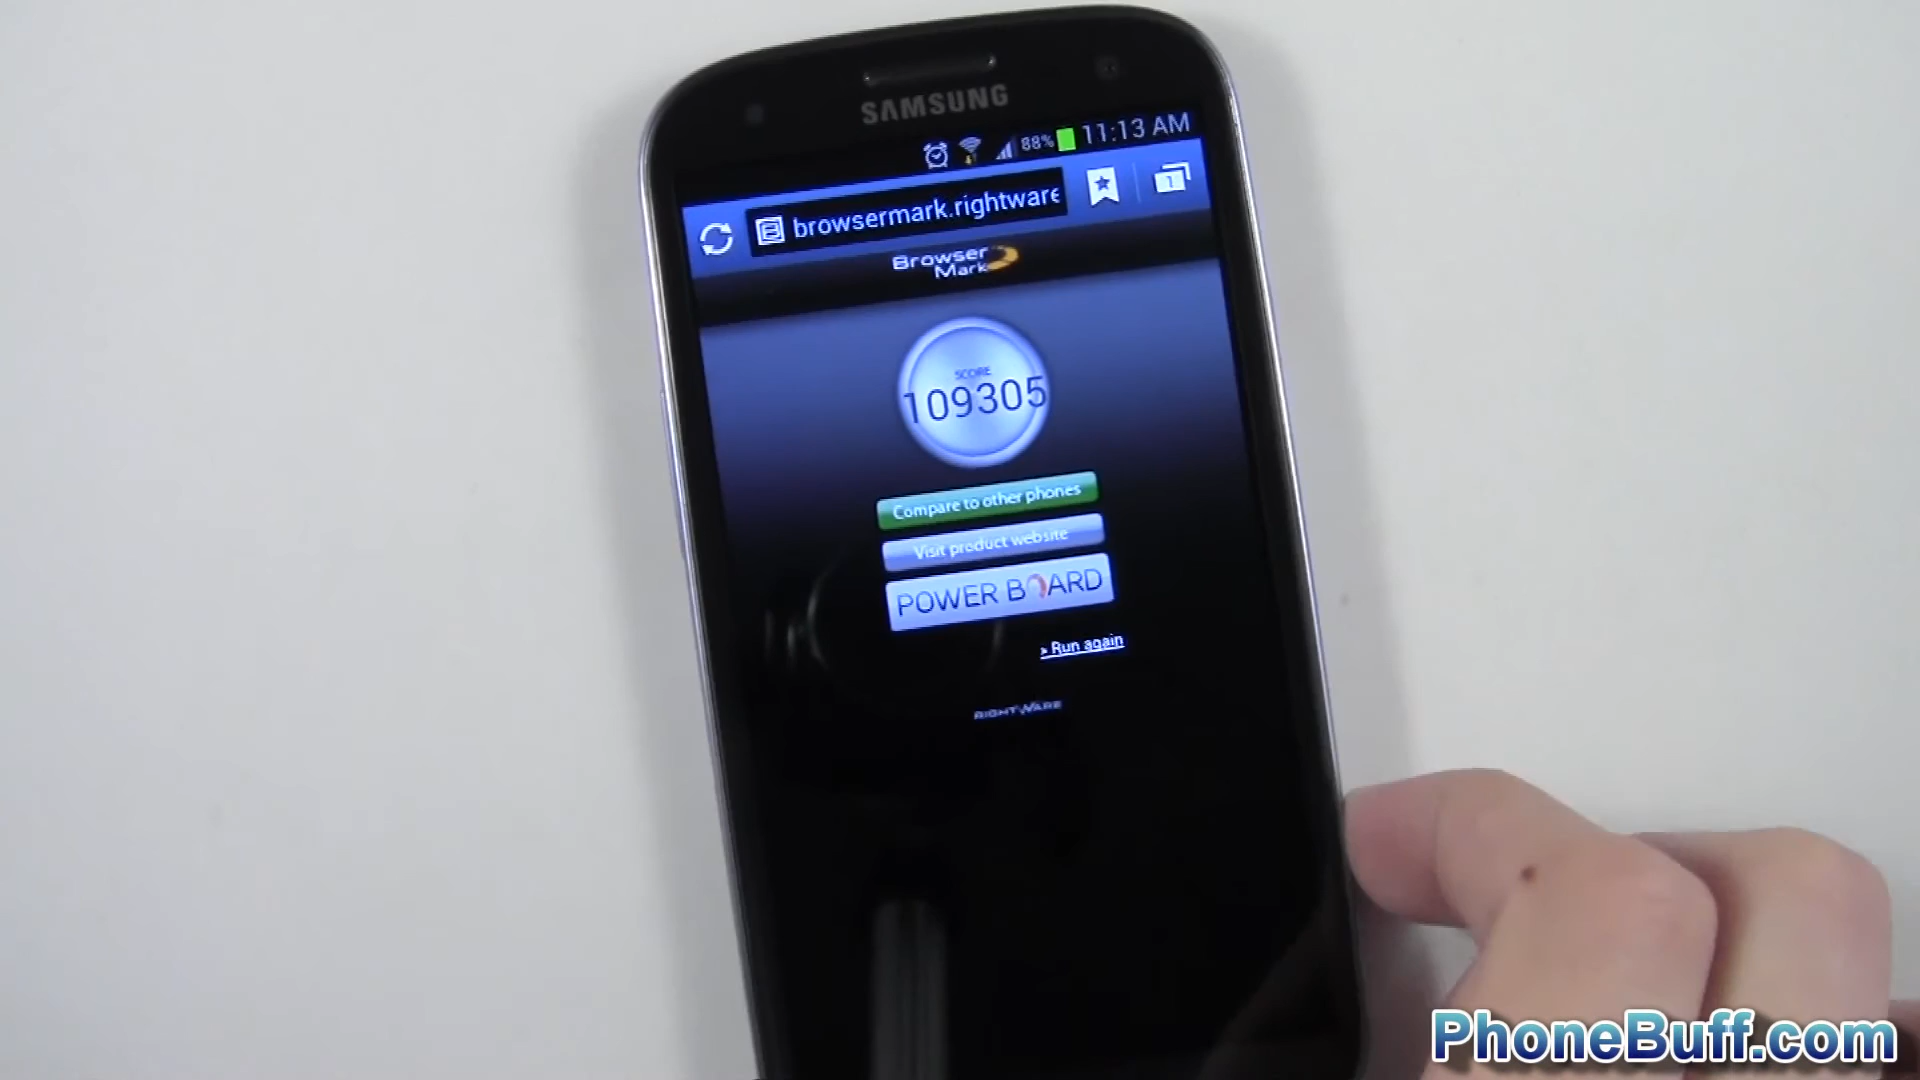 SAMSUNG
88% 11:13 AM
browsermark.rightware
1
Browser
Mark
SCORE
109305
Compare to other phones
Visit product website
POWER BOARD
» Run again
RIGHTWARE
PhoneBuff.com